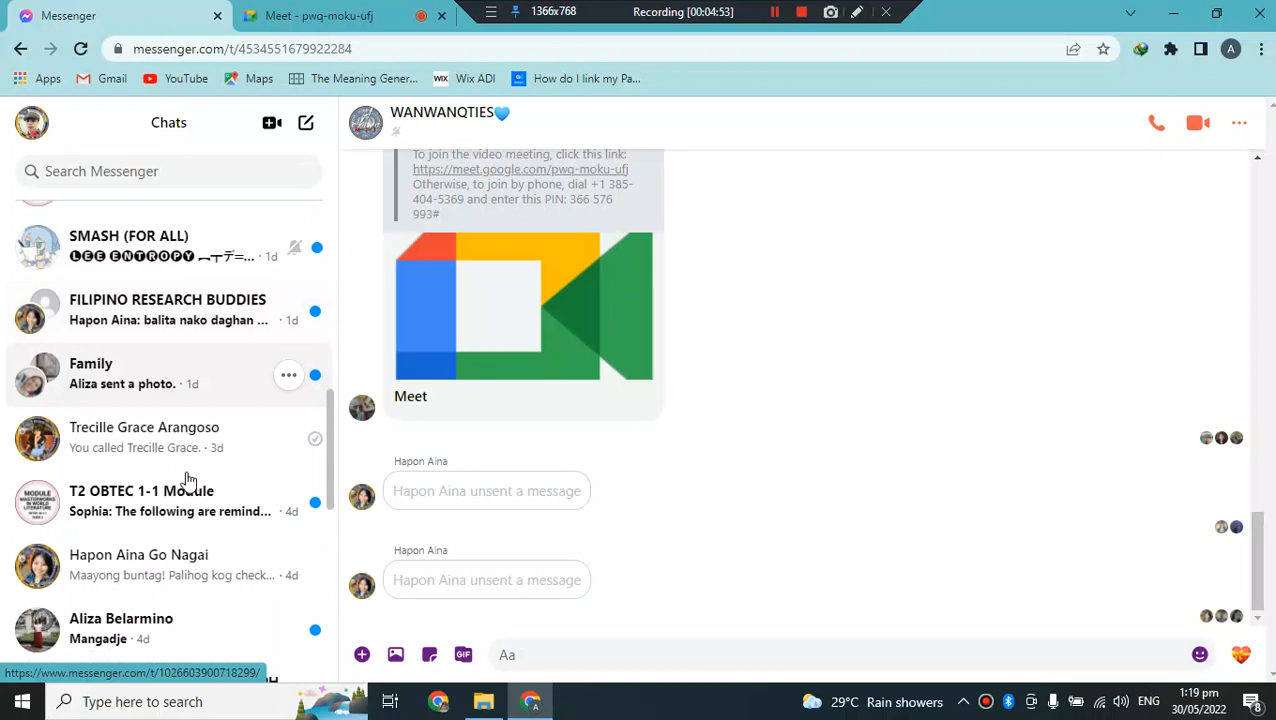 Messenger
Meet - pwq-moku-ufj
1366x768
Recording [00:04:53]
messenger.com/t/4534551679922284
A
Apps
Gmail
YouTube
Maps
The Meaning Gener...
WIX
Wix ADI
How do I link my Pa...
Chats
Search Messenger
SMASH (FOR ALL)
🅛🅔🅔 🅔🅝🅣🅡🅞🅟🅨 ︻┳デ═... · 1d
FILIPINO RESEARCH BUDDIES
Hapon Aina: balita nako daghan ... · 1d
Family
Aliza sent a photo. · 1d
Trecille Grace Arangoso
You called Trecille Grace. · 3d
T2 OBTEC 1-1 Module
Sophia: The following are remind... · 4d
Hapon Aina Go Nagai
Maayong buntag! Palihog kog check... · 4d
Aliza Belarmino
Mangadje · 4d
https://www.messenger.com/t/1026603900718299/
WANWANQTIES💙
To join the video meeting, click this link:
https://meet.google.com/pwq-moku-ufj
Otherwise, to join by phone, dial +1 385-
404-5369 and enter this PIN: 366 576
993#
Meet
Hapon Aina
Hapon Aina unsent a message
Hapon Aina
Hapon Aina unsent a message
GIF
Aa
Type here to search
29°C Rain showers
ENG
1:19 pm
30/05/2022
8